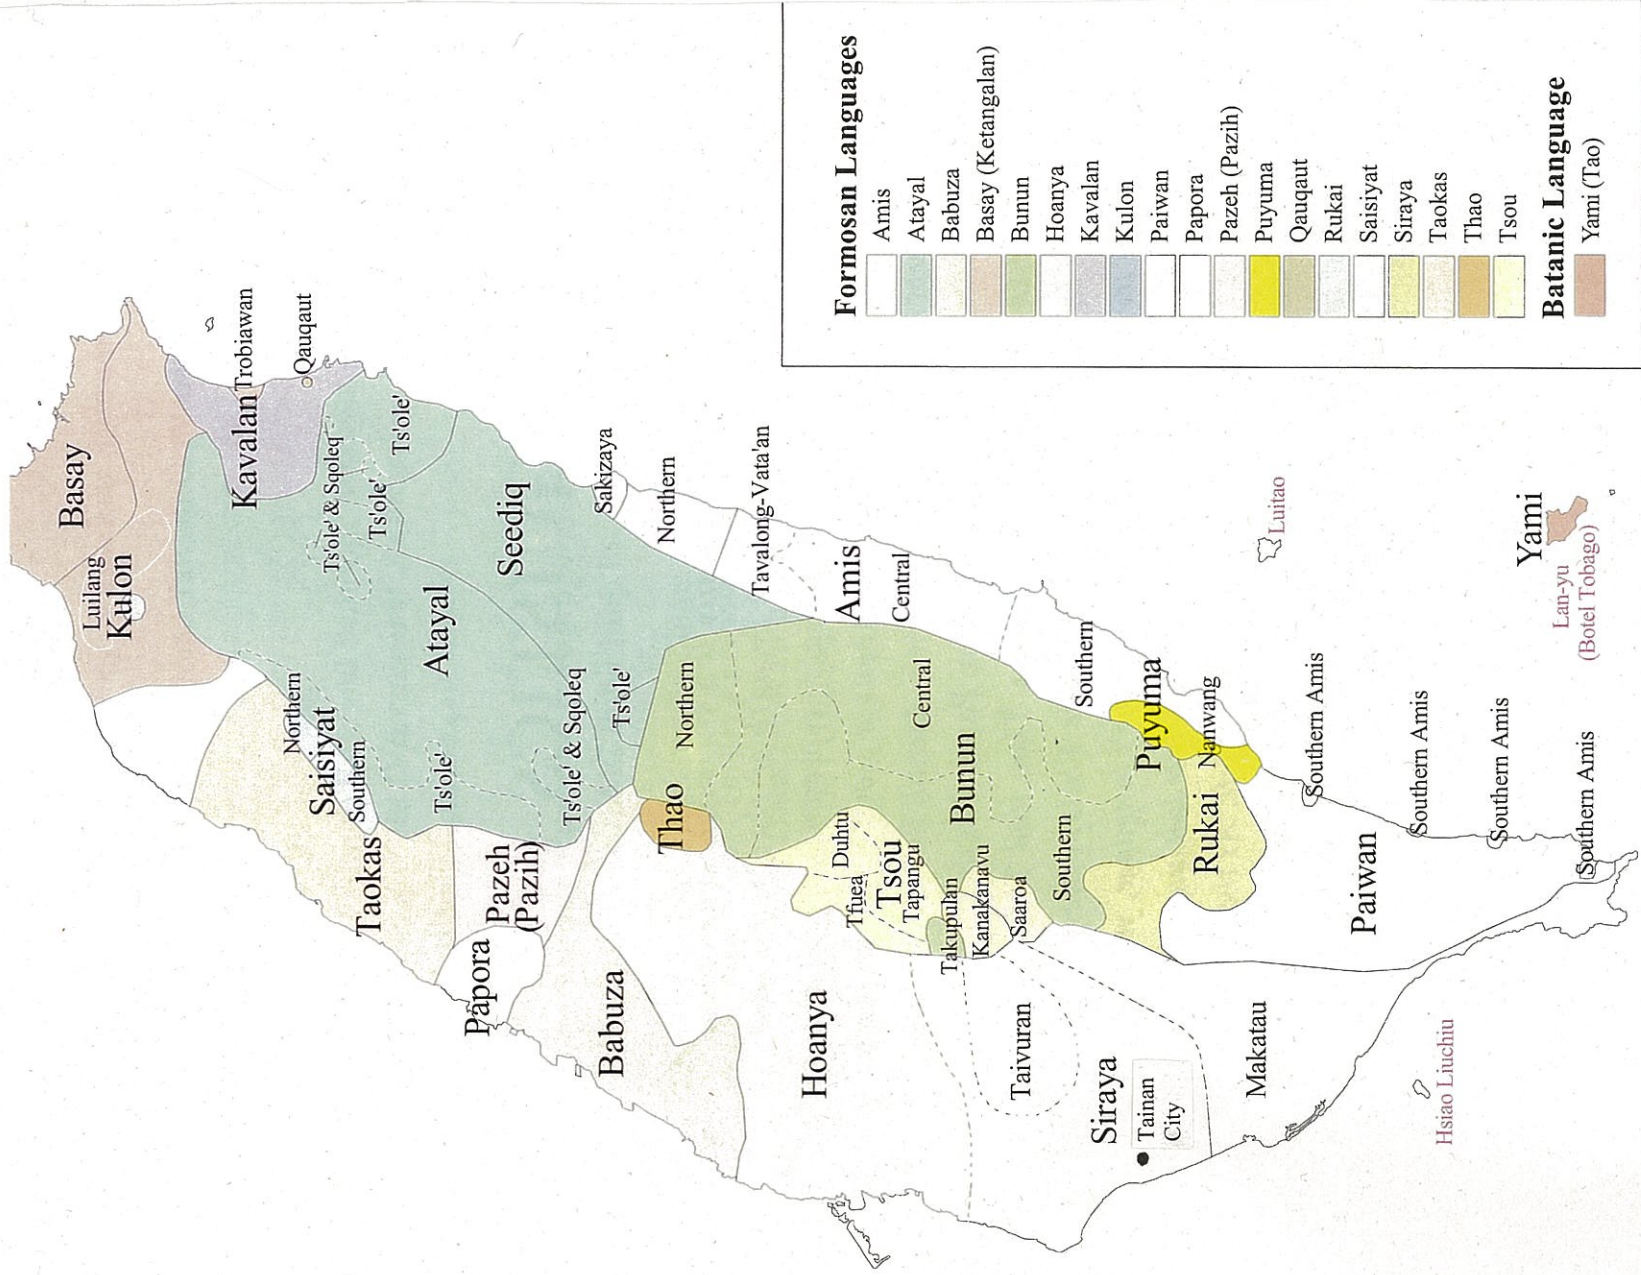 Basay
Luilang
Kulon
Kavalan
Trobiawan
Qauqaut
Ts'ole' & Sqoleq
Ts'ole'
Ts'ole'
Atayal
Seediq
Northern
Saisiyat
Southern
Taokas
Ts'ole'
Ts'ole' & Sqoleq
Ts'ole'
Pazeh
(Pazih)
Papora
Babuza
Thao
Hoanya
Sakizaya
Northern
Tavalong-Vata'an
Amis
Central
Southern
Northern
Central
Bunun
Southern
Duhtu
Tfuea
Tsou
Tapangu
Takupulan
Kanakanavu
Saaroa
Taivuran
Siraya
Tainan
City
Makatau
Puyuma
Nanwang
Rukai
Paiwan
Southern Amis
Southern Amis
Southern Amis
Southern Amis
Luitao
Yami
Lan-yu
(Botel Tobago)
Hsiao Liuchiu
Formosan Languages
Amis
Atayal
Babuza
Basay (Ketangalan)
Bunun
Hoanya
Kavalan
Kulon
Paiwan
Papora
Pazeh (Pazih)
Puyuma
Qauqaut
Rukai
Saisiyat
Siraya
Taokas
Thao
Tsou
Batanic Language
Yami (Tao)